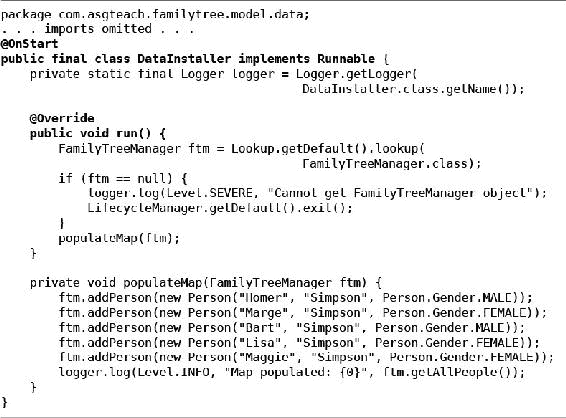 package com.asgteach.familytree.model.data;
. . . imports omitted . . .
@OnStart
public final class DataInstaller implements Runnable {
    private static final Logger logger = Logger.getLogger(
                                        DataInstaller.class.getName());

    @Override
    public void run() {
        FamilyTreeManager ftm = Lookup.getDefault().lookup(
                                        FamilyTreeManager.class);
        if (ftm == null) {
            logger.log(Level.SEVERE, "Cannot get FamilyTreeManager object");
            LifecycleManager.getDefault().exit();
        }
        populateMap(ftm);
    }

    private void populateMap(FamilyTreeManager ftm) {
        ftm.addPerson(new Person("Homer", "Simpson", Person.Gender.MALE));
        ftm.addPerson(new Person("Marge", "Simpson", Person.Gender.FEMALE));
        ftm.addPerson(new Person("Bart", "Simpson", Person.Gender.MALE));
        ftm.addPerson(new Person("Lisa", "Simpson", Person.Gender.FEMALE));
        ftm.addPerson(new Person("Maggie", "Simpson", Person.Gender.FEMALE));
        logger.log(Level.INFO, "Map populated: {0}", ftm.getAllPeople());
    }
}